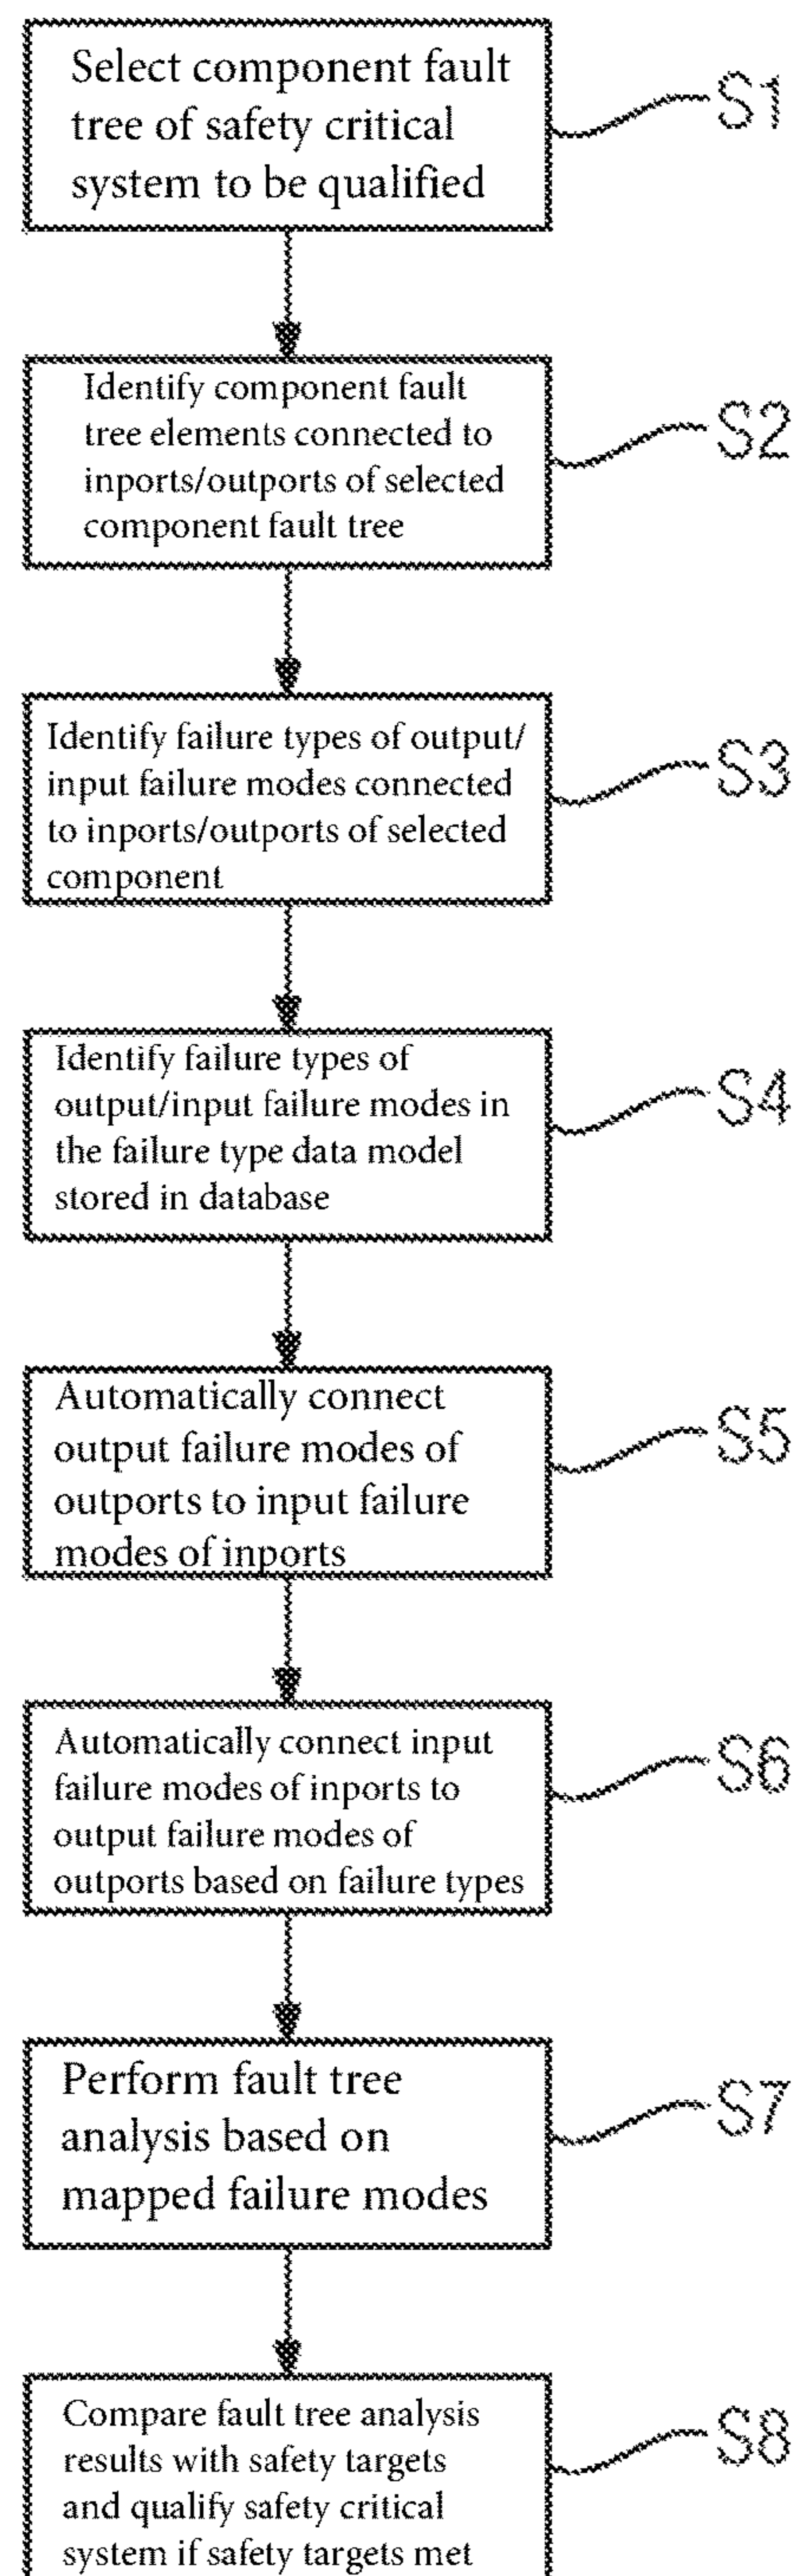 Select component fault
tree of safety critical
system to be qualified
S1
Identify component fault
tree elements connected to
inports/outports of selected
component fault tree
S2
Identify failure types of output/
input failure modes connected
to inports/outports of selected
component
S3
Identify failure types of
output/input failure modes in
the failure type data model
stored in database
S4
Automatically connect
output failure modes of
outports to input failure
modes of inports
S5
Automatically connect input
failure modes of inports to
output failure modes of
outports based on failure types
S6
Perform fault tree
analysis based on
mapped failure modes
S7
Compare fault tree analysis
results with safety targets
and qualify safety critical
system if safety targets met
S8